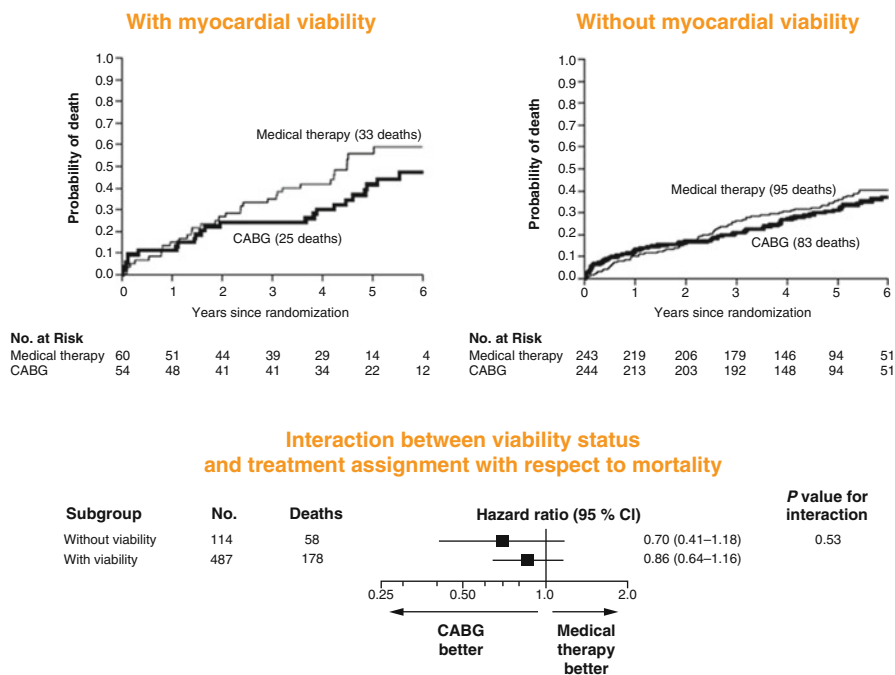 With myocardial viability
1.0
0.9
0.8
0.7
0.6
0.5
0.4
0.3
0.2
0.1
0.0
Probability of death
Medical therapy (33 deaths)
CABG (25 deaths)
0 1 2 3 4 5 6
Years since randomization
No. at Risk
Medical therapy 60 51 44 39 29 14 4
CABG 54 48 41 41 34 22 12
Without myocardial viability
1.0
0.9
0.8
0.7
0.6
0.5
0.4
0.3
0.2
0.1
0.0
Probability of death
Medical therapy (95 deaths)
CABG (83 deaths)
0 1 2 3 4 5 6
Years since randomization
No. at Risk
Medical therapy 243 219 206 179 146 94 51
CABG 244 213 203 192 148 94 51
Interaction between viability status
and treatment assignment with respect to mortality
Subgroup No. Deaths Hazard ratio (95 % CI) P value for
interaction
Without viability 114 58 0.70 (0.41–1.18) 0.53
With viability 487 178 0.86 (0.64–1.16)
0.25 0.50 1.0 2.0
CABG
better
Medical
therapy
better